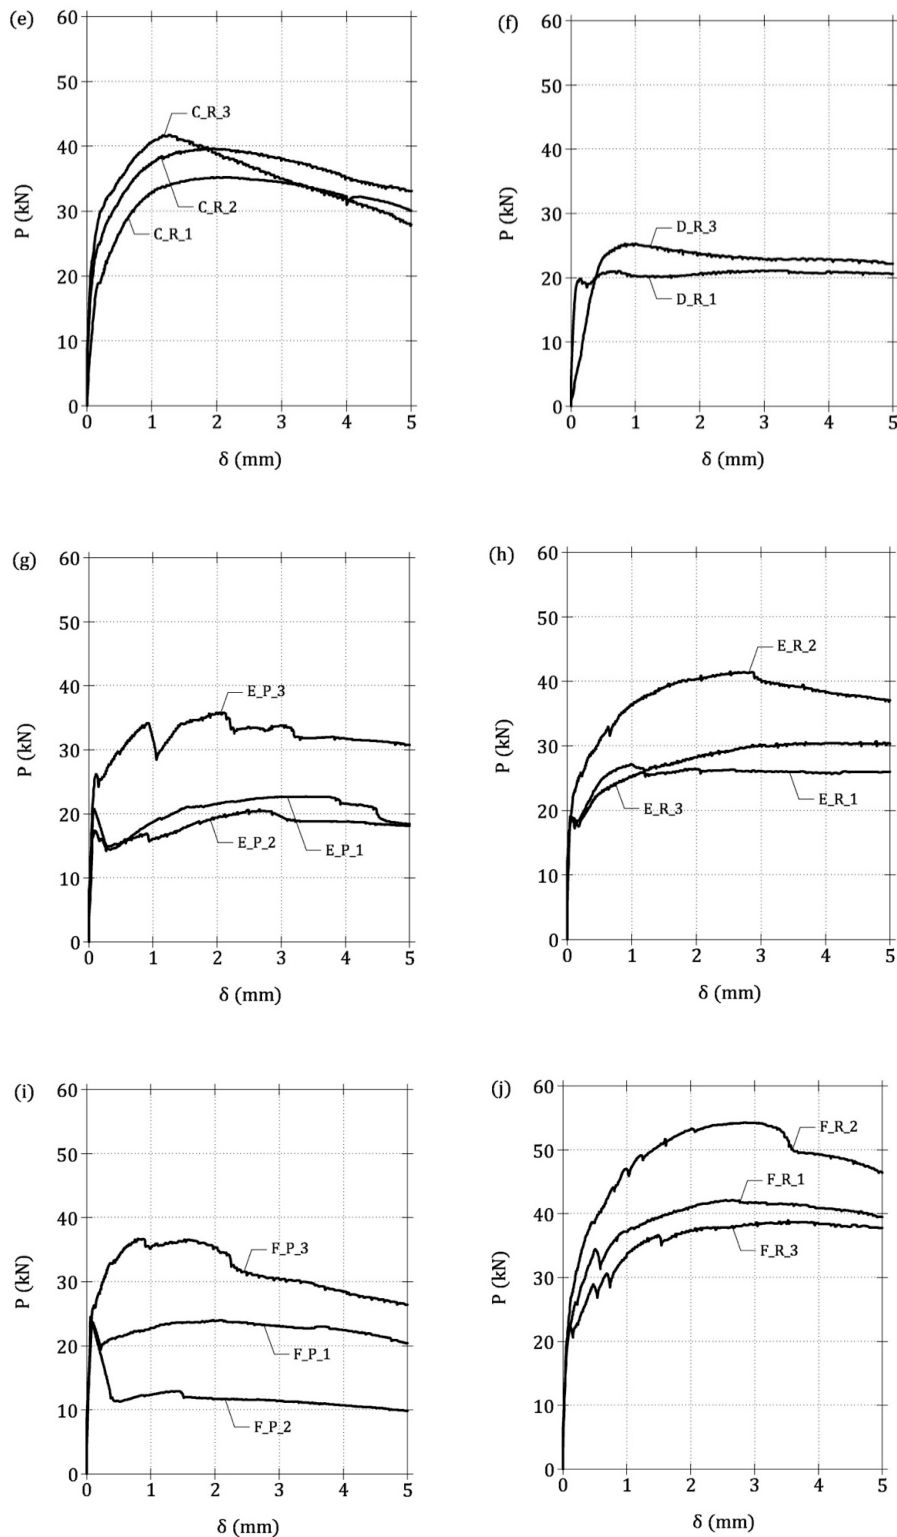 (e)
60
50
40
30
20
10
0
P (kN)
C_R_3
C_R_2
C_R_1
0 1 2 3 4 5
δ (mm)
(f)
60
50
40
30
20
10
0
P (kN)
D_R_3
D_R_1
0 1 2 3 4 5
δ (mm)
(g)
60
50
40
30
20
10
0
P (kN)
E_P_3
E_P_2
E_P_1
0 1 2 3 4 5
δ (mm)
(h)
60
50
40
30
20
10
0
P (kN)
E_R_2
E_R_3
E_R_1
0 1 2 3 4 5
δ (mm)
(i)
60
50
40
30
20
10
0
P (kN)
F_P_3
F_P_1
F_P_2
0 1 2 3 4 5
δ (mm)
(j)
60
50
40
30
20
10
0
P (kN)
F_R_2
F_R_1
F_R_3
0 1 2 3 4 5
δ (mm)